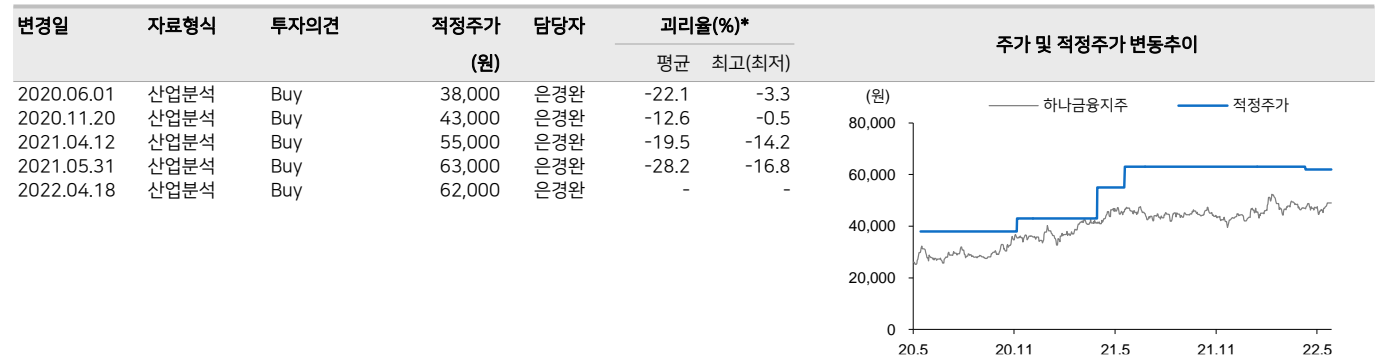 변경일 자료형식 투자의견 적정주가 담당자 괴리율(%)* 주가 및 적정주가 변동추이
(원) 평균 최고(최저)
2020.06.01 산업분석 Buy 38,000 은경완 -22.1 -3.3
2020.11.20 산업분석 Buy 43,000 은경완 -12.6 -0.5
2021.04.12 산업분석 Buy 55,000 은경완 -19.5 -14.2
2021.05.31 산업분석 Buy 63,000 은경완 -28.2 -16.8
2022.04.18 산업분석 Buy 62,000 은경완 - -
(원) 하나금융지주 적정주가
80,000
60,000
40,000
20,000
0
20.5 20.11 21.5 21.11 22.5